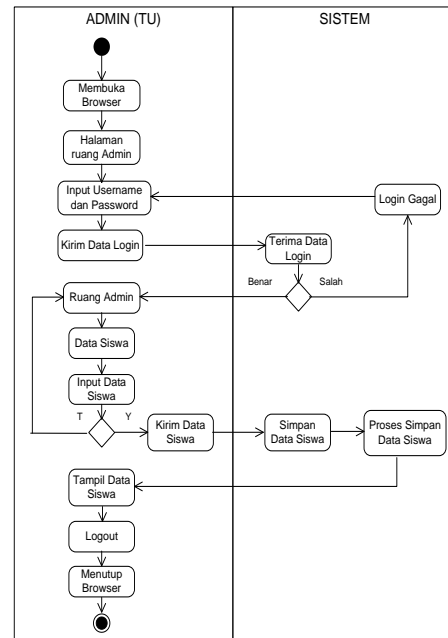 ADMIN (TU)
SISTEM
Membuka
Browser
Halaman
ruang Admin
Input Username
dan Password
Login Gagal
Kirim Data Login
Terima Data
Login
Benar
Salah
Ruang Admin
Data Siswa
Input Data
Siswa
T
Y
Kirim Data
Siswa
Simpan
Data Siswa
Proses Simpan
Data Siswa
Tampil Data
Siswa
Logout
Menutup
Browser